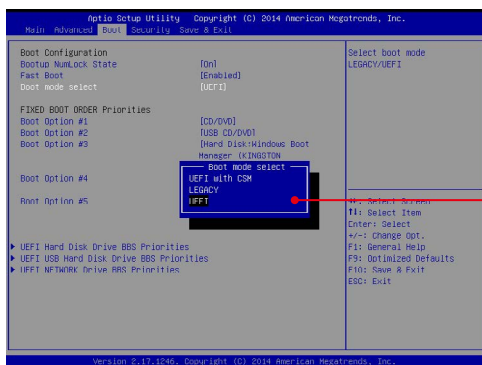 Aptio Setup Utility Copyright (C) 2014 American Megatrends, Inc.
Main Advanced Boot Security Save & Exit
Boot Configuration
Bootup NumLock State [On]
Fast Boot [Enabled]
Boot mode select [UEFI]
FIXED BOOT ORDER Priorities
Boot Option #1 [CD/DVD]
Boot Option #2 [USB CD/DVD]
Boot Option #3 [Hard Disk:Windows Boot
Manager (KINGSTON
Boot Option #4
Boot Option #5
Boot mode select
UEFI with CSM
LEGACY
UEFI
UEFI Hard Disk Drive BBS Priorities
UEFI USB Hard Disk Drive BBS Priorities
UEFI NETWORK Drive BBS Priorities
Select boot mode
LEGACY/UEFI
↔: Select Screen
↑↓: Select Item
Enter: Select
+/-: Change Opt.
F1: General Help
F9: Optimized Defaults
F10: Save & Exit
ESC: Exit
Version 2.17.1246. Copyright (C) 2014 American Megatrends, Inc.